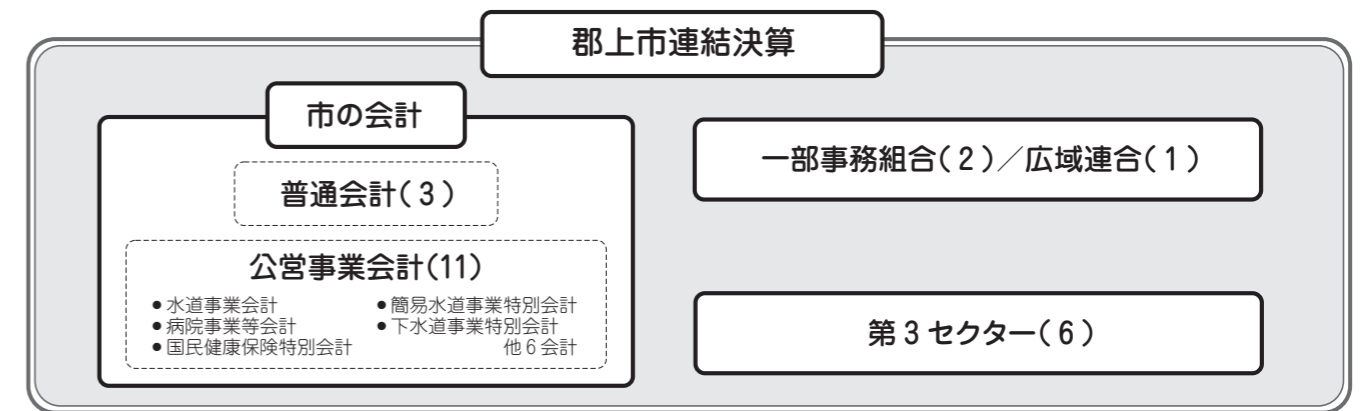 郡上市連結決算
市の会計
普通会計(3)
公営事業会計(11)
●水道事業会計
●簡易水道事業特別会計
●病院事業等会計
●下水道事業特別会計
●国民健康保険特別会計
他6会計
一部事務組合(2)／広域連合(1)
第3セクター(6)